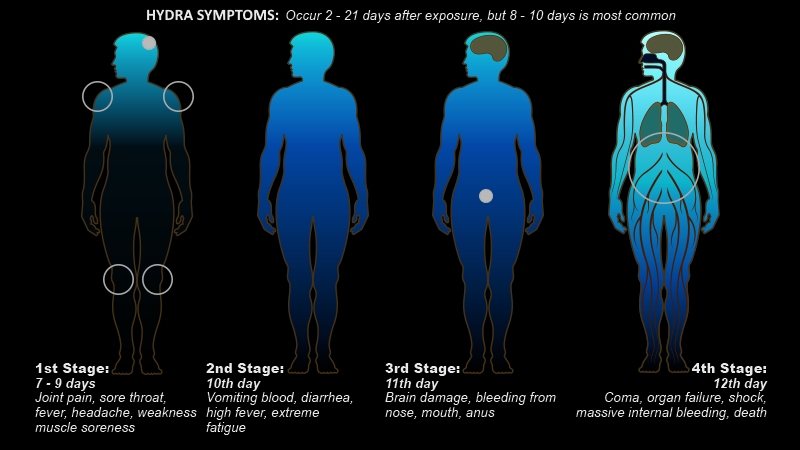 HYDRA SYMPTOMS: Occur 2 - 21 days after exposure, but 8 - 10 days is most common
1st Stage:
7 - 9 days
Joint pain, sore throat,
fever, headache, weakness
muscle soreness
2nd Stage:
10th day
Vomiting blood, diarrhea,
high fever, extreme
fatigue
3rd Stage:
11th day
Brain damage, bleeding from
nose, mouth, anus
4th Stage:
12th day
Coma, organ failure, shock,
massive internal bleeding, death